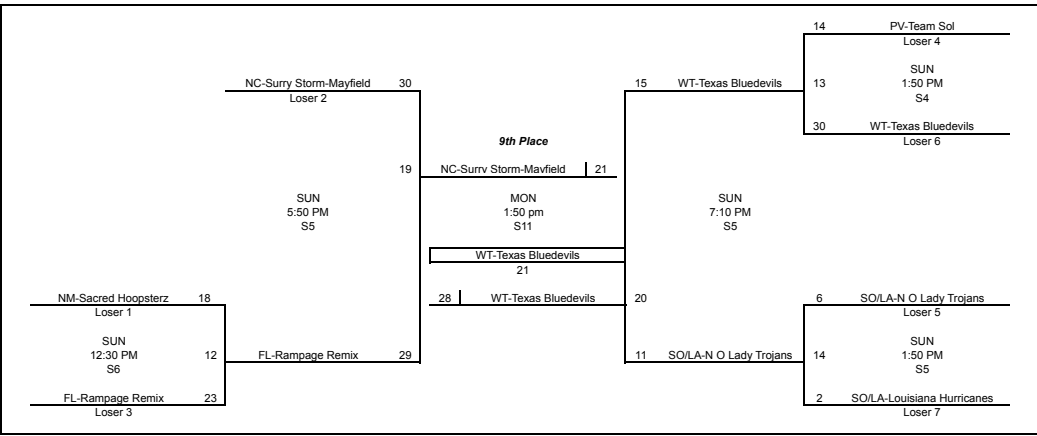 14 PV-Team Sol
Loser 4
SUN
1:50 PM
S4
NC-Surry Storm-Mayfield 30
Loser 2
15 WT-Texas Bluedevils 13
30 WT-Texas Bluedevils
Loser 6
9th Place
19 NC-Surrv Storm-Mavfield 21
SUN
5:50 PM
S5
MON
1:50 pm
S11
SUN
7:10 PM
S5
WT-Texas Bluedevils
21
NM-Sacred Hoopsterz 18
Loser 1
28 WT-Texas Bluedevils 20
6 SO/LA-N O Lady Trojans
Loser 5
SUN
12:30 PM
S6
12 FL-Rampage Remix 29
11 SO/LA-N O Lady Trojans 14
SUN
1:50 PM
S5
FL-Rampage Remix 23
Loser 3
2 SO/LA-Louisiana Hurricanes
Loser 7